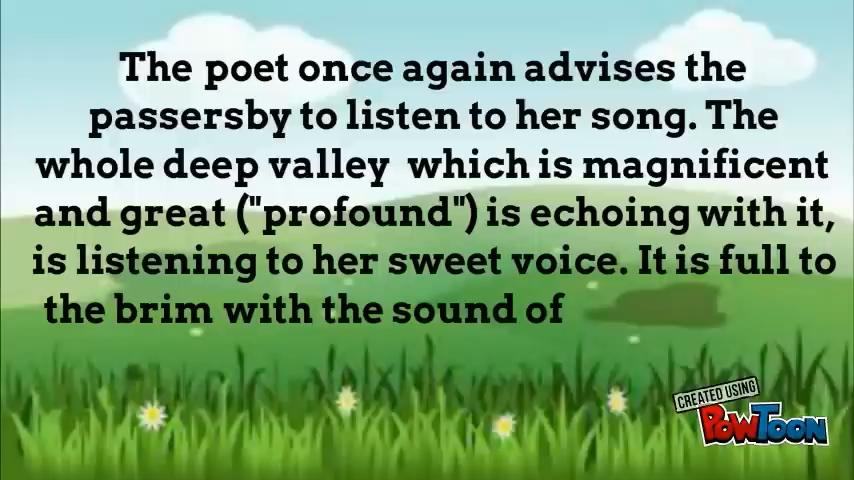 The poet once again advises the
passersby to listen to her song. The
whole deep valley which is magnificent
and great ("profound") is echoing with it,
is listening to her sweet voice. It is full to
the brim with the sound of
CREATED USING
POWTOON